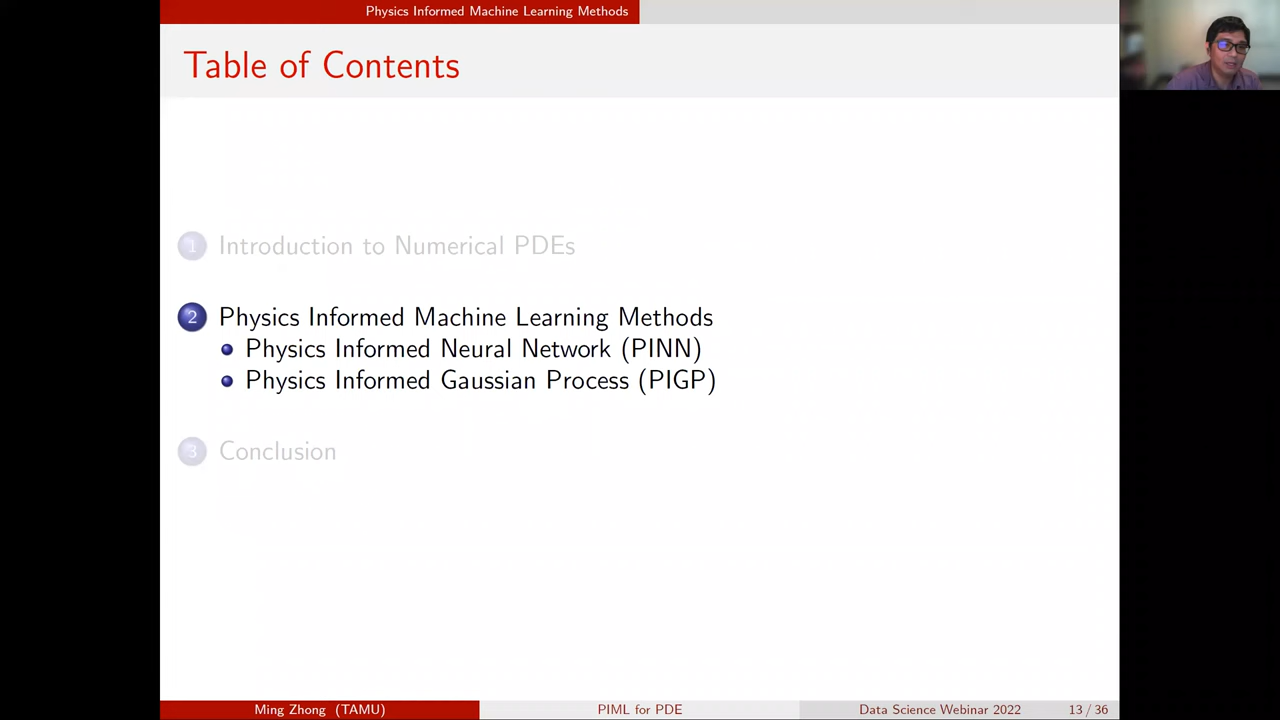 Physics Informed Machine Learning Methods
Table of Contents
1 Introduction to Numerical PDEs
2 Physics Informed Machine Learning Methods
Physics Informed Neural Network (PINN)
Physics Informed Gaussian Process (PIGP)
3 Conclusion
Ming Zhong (TAMU) PIML for PDE Data Science Webinar 2022 13 / 36